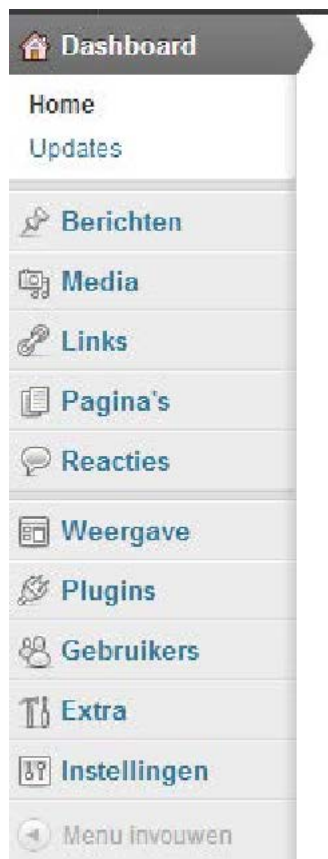 Dashboard
Home
Updates
Berichten
Media
Links
Pagina's
Reacties
Weergave
Plugins
Gebruikers
Extra
Instellingen
Menu invouwen